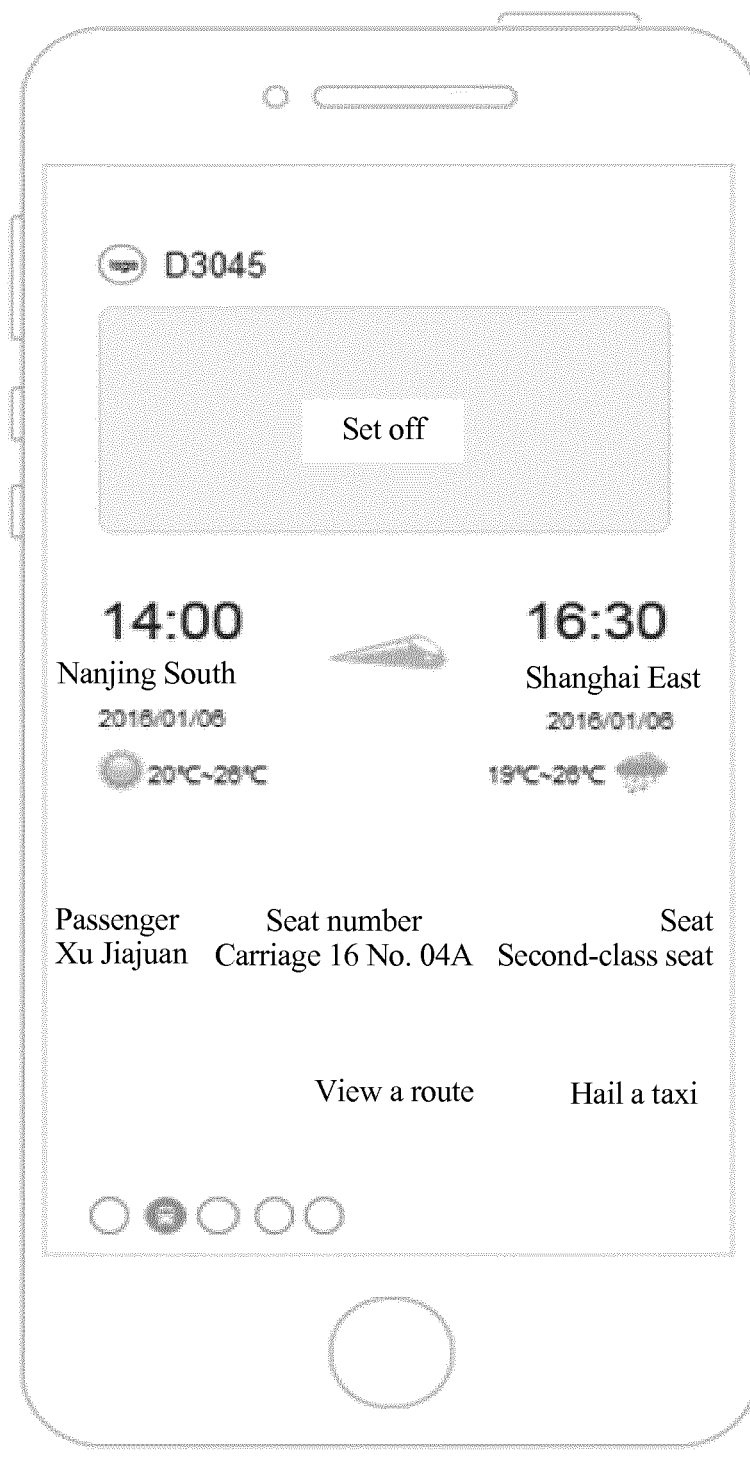 D3045
Set off
14:00 16:30
Nanjing South Shanghai East
2016/01/06 2016/01/06
20℃~28℃ 19℃~26℃
Passenger Seat number Seat
Xu Jiajuan Carriage 16 No. 04A Second-class seat
View a route Hail a taxi